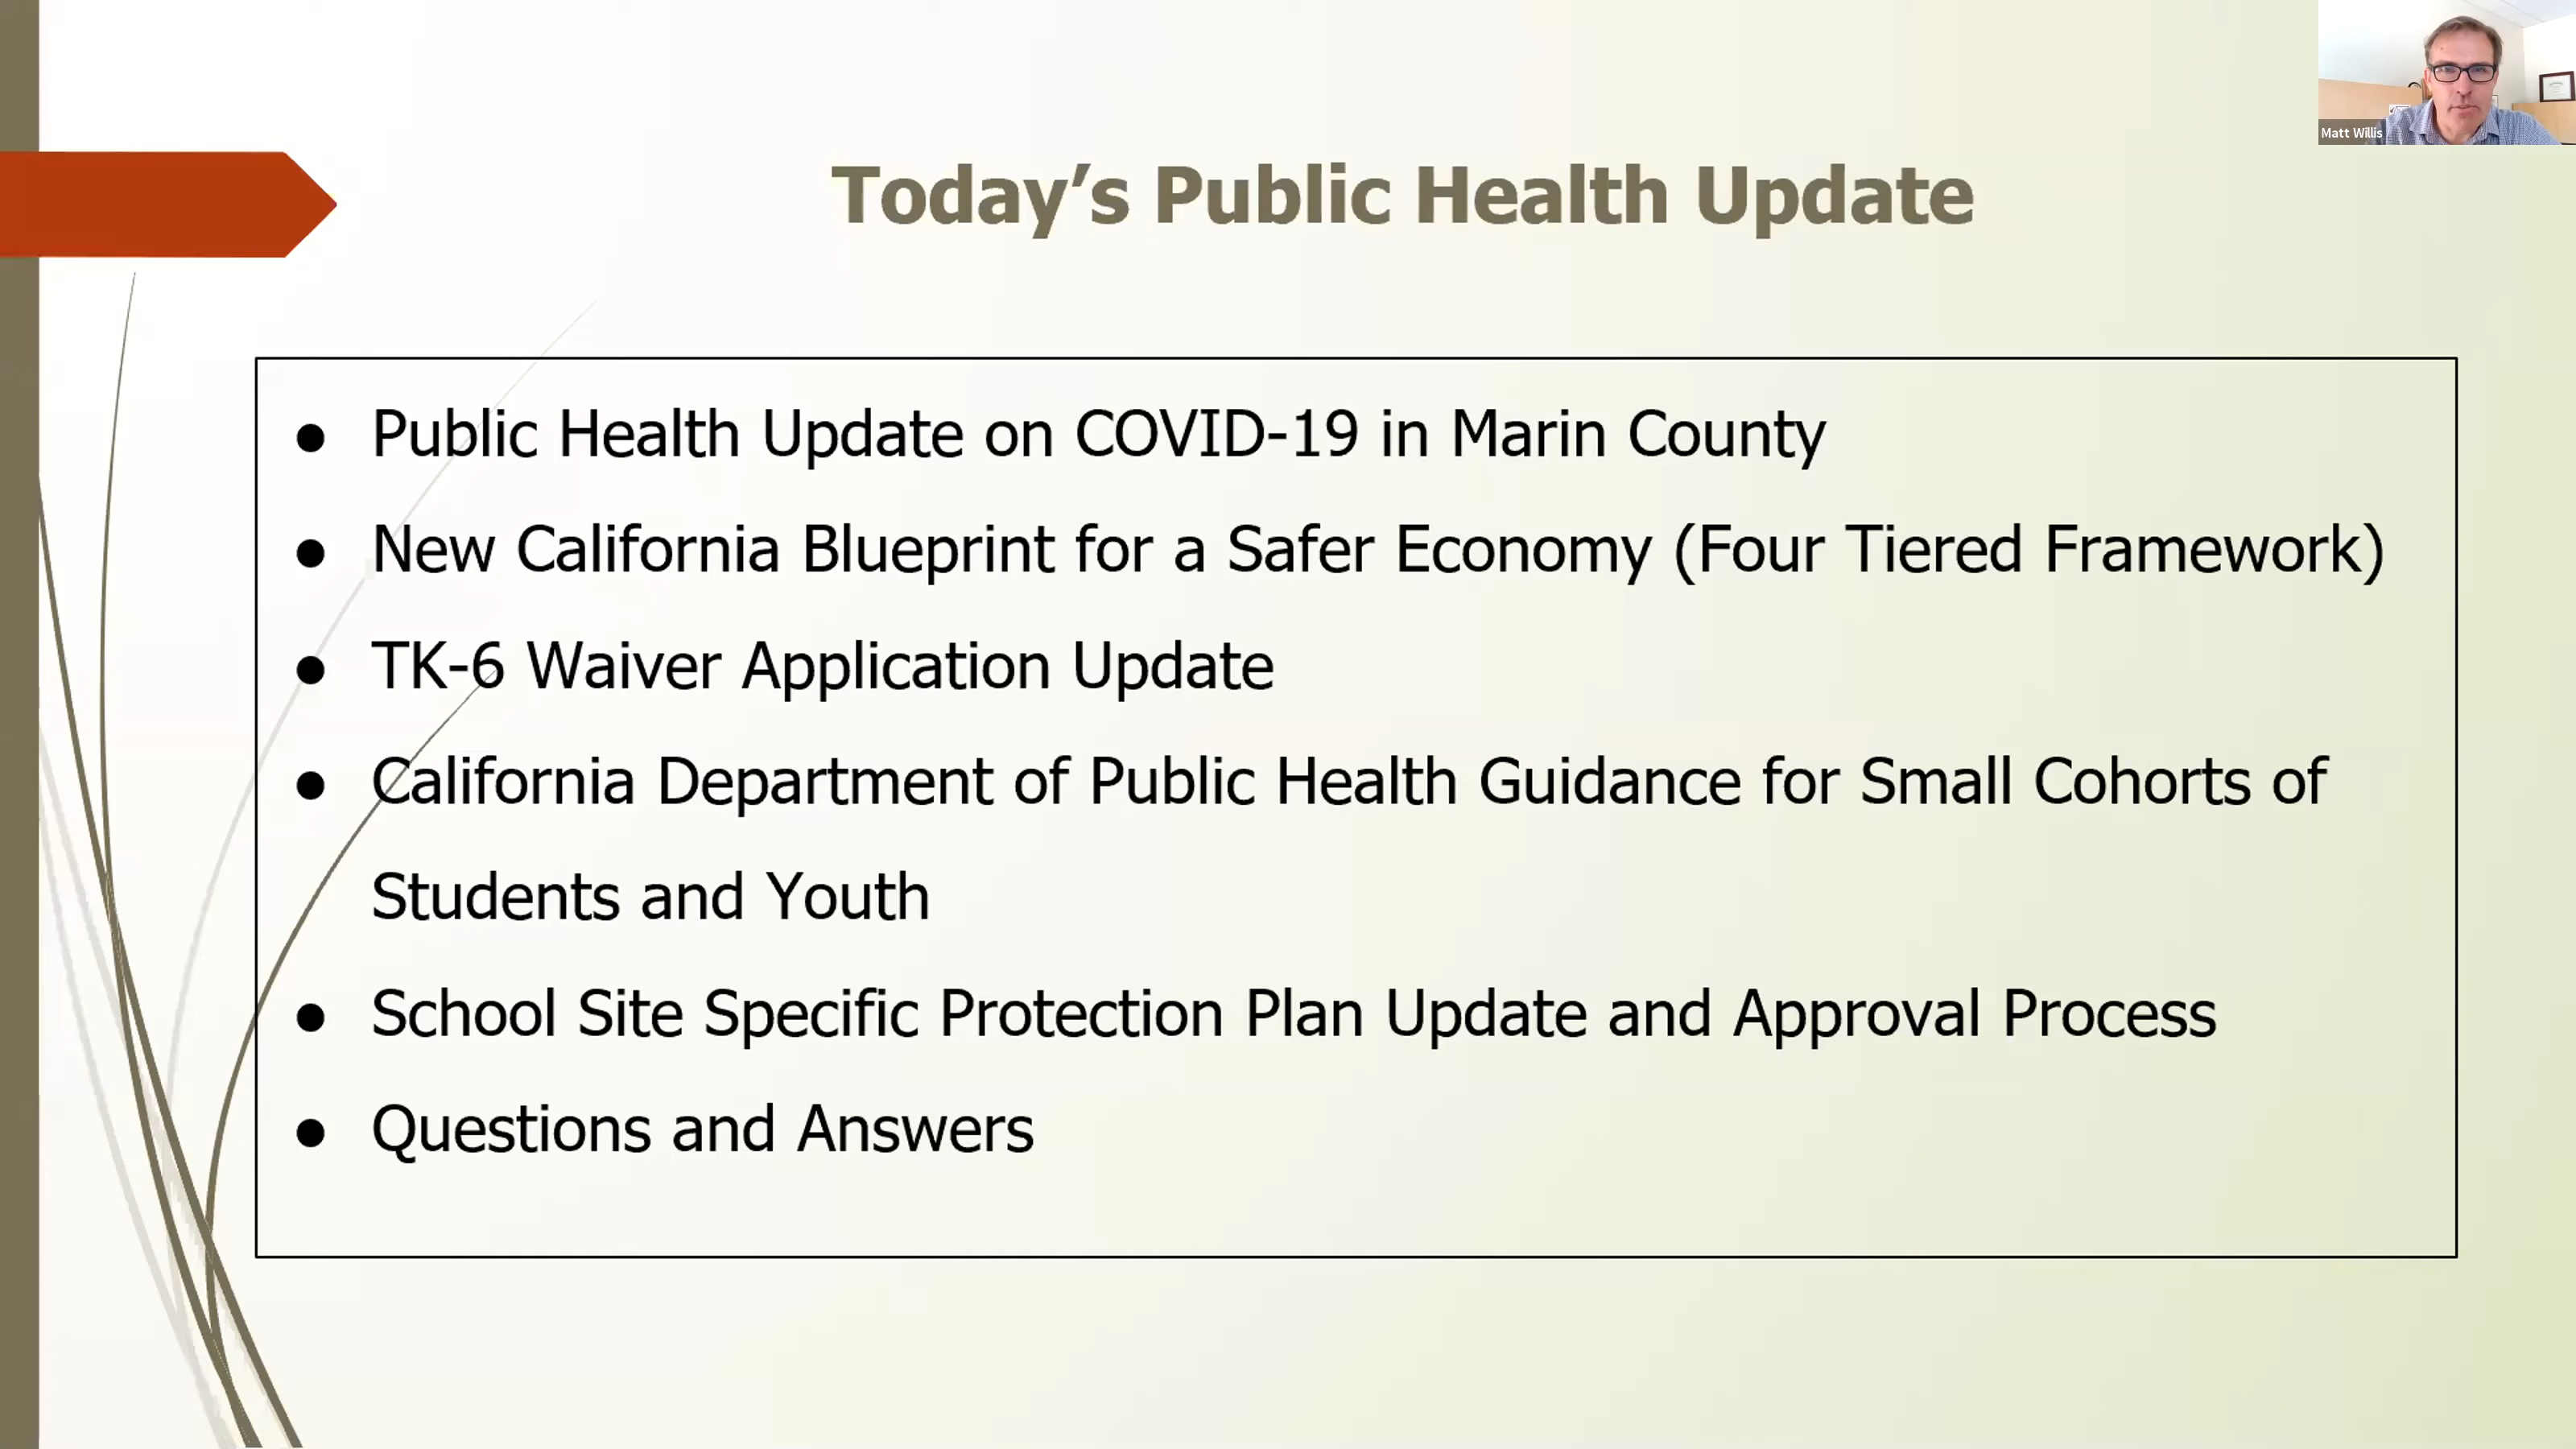 Matt Willis
Today’s Public Health Update
● Public Health Update on COVID-19 in Marin County
● New California Blueprint for a Safer Economy (Four Tiered Framework)
● TK-6 Waiver Application Update
● California Department of Public Health Guidance for Small Cohorts of
Students and Youth
● School Site Specific Protection Plan Update and Approval Process
● Questions and Answers